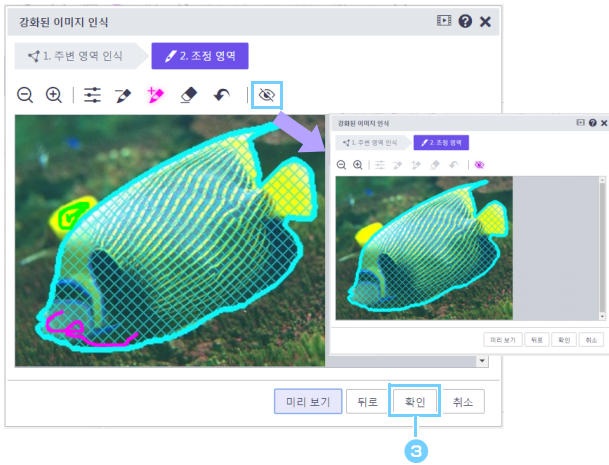 강화된 이미지 인식
1. 주변 영역 인식
2. 조정 영역
강화된 이미지 인식
1. 주변 영역 인식
2. 조정 영역
미리 보기
뒤로
확인
취소
미리 보기
뒤로
확인
취소
3